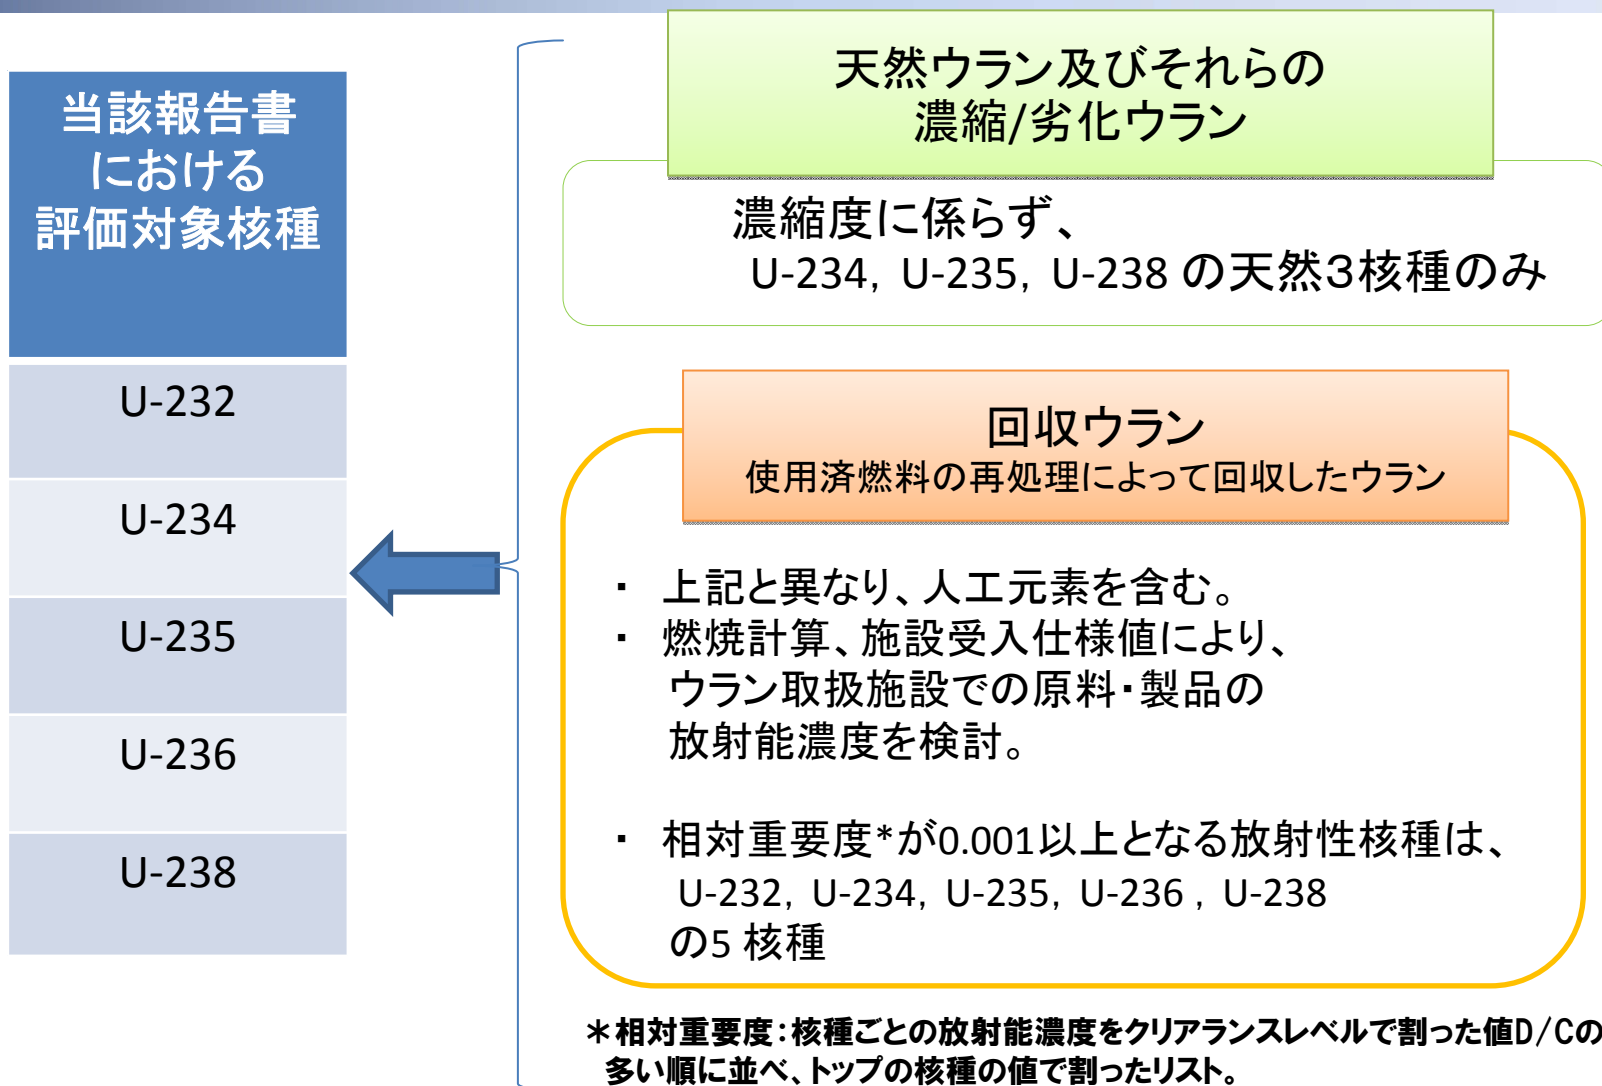 当該報告書
における
評価対象核種
U-232
U-234
U-235
U-236
U-238
天然ウラン及びそれらの
濃縮/劣化ウラン
濃縮度に係らず、
U-234, U-235, U-238 の天然3核種のみ
回収ウラン
使用済燃料の再処理によって回収したウラン
・ 上記と異なり、人工元素を含む。
・ 燃焼計算、施設受入仕様値により、
ウラン取扱施設での原料・製品の
放射能濃度を検討。
・ 相対重要度*が0.001以上となる放射性核種は、
U-232, U-234, U-235, U-236 , U-238
の5 核種
＊相対重要度：核種ごとの放射能濃度をクリアランスレベルで割った値D/Cの
多い順に並べ、トップの核種の値で割ったリスト。